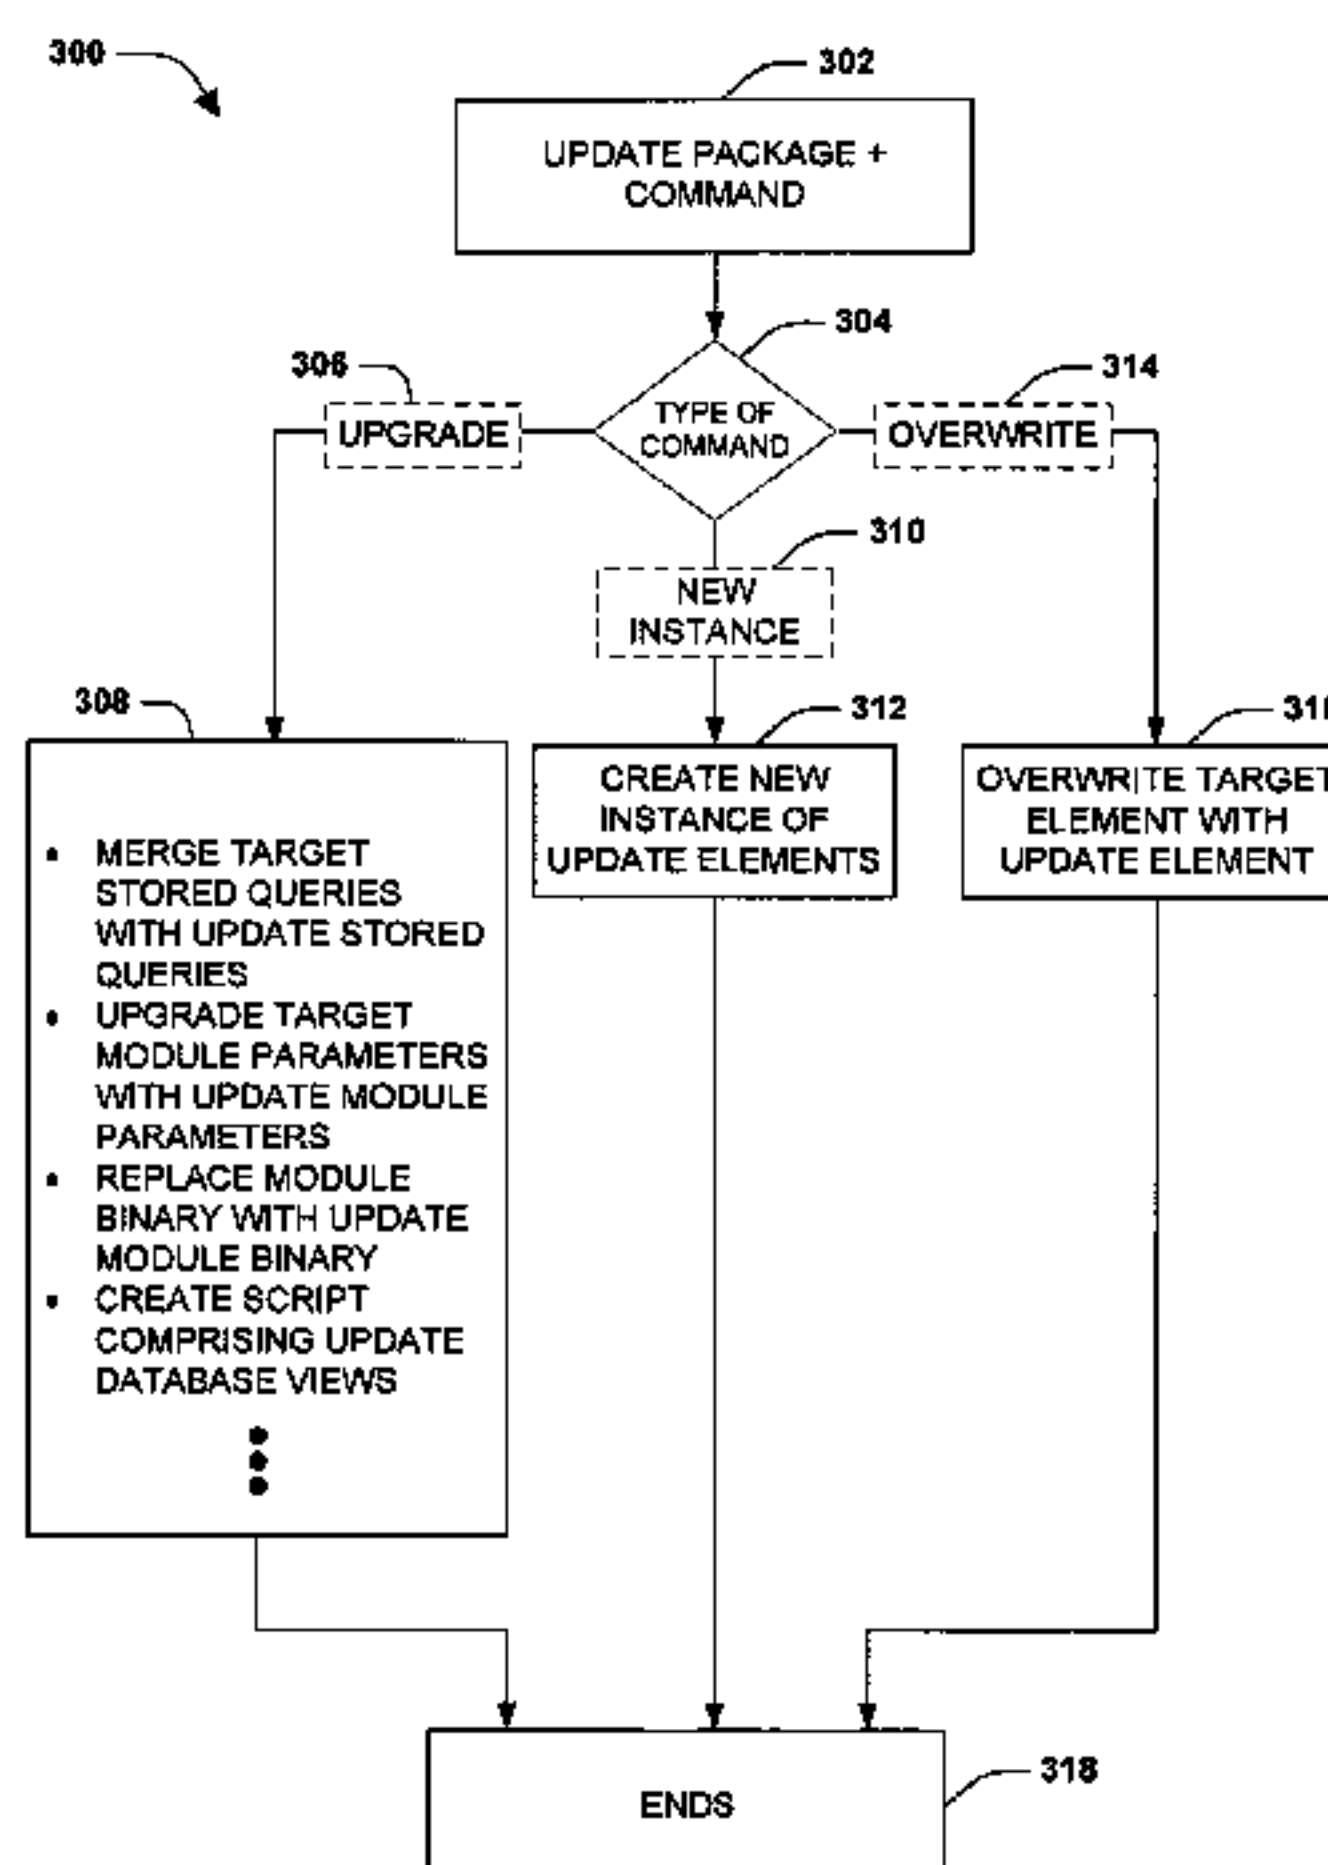 300
302
UPDATE PACKAGE +
COMMAND
304
306
314
UPGRADE
TYPE OF
COMMAND
OVERWRITE
310
NEW
INSTANCE
308
312
CREATE NEW
INSTANCE OF
UPDATE ELEMENTS
OVERWRITE TARGET
ELEMENT WITH
UPDATE ELEMENT
• MERGE TARGET
STORED QUERIES
WITH UPDATE STORED
QUERIES
• UPGRADE TARGET
MODULE PARAMETERS
WITH UPDATE MODULE
PARAMETERS
• REPLACE MODULE
BINARY WITH UPDATE
MODULE BINARY
• CREATE SCRIPT
COMPRISING UPDATE
DATABASE VIEWS
ENDS
318